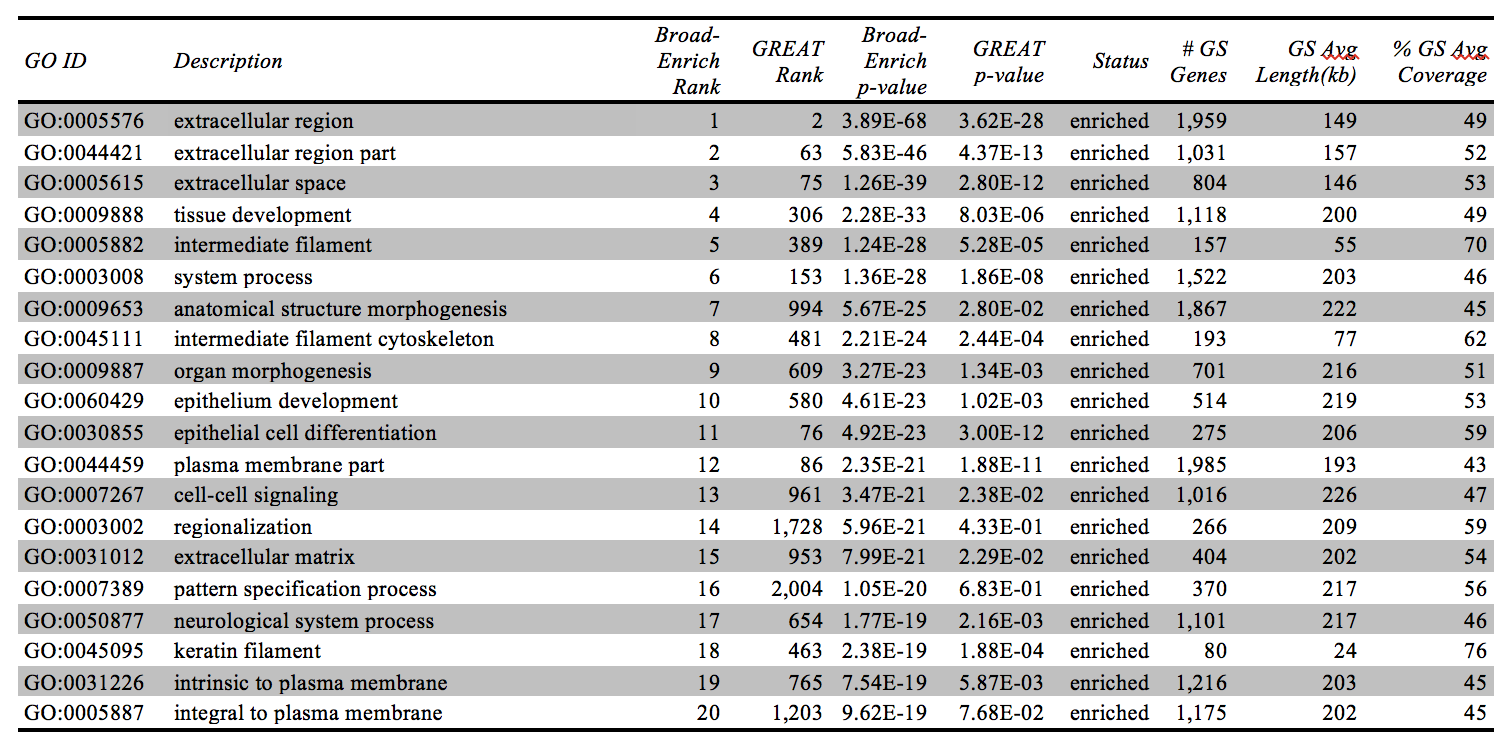 GO ID Description Broad-Enrich Rank GREAT Rank Broad-Enrich p-value GREAT p-value Status # GS Genes GS Avg Length(kb) % GS Avg Coverage
GO:0005576 extracellular region 1 2 3.89E-68 3.62E-28 enriched 1,959 149 49
GO:0044421 extracellular region part 2 63 5.83E-46 4.37E-13 enriched 1,031 157 52
GO:0005615 extracellular space 3 75 1.26E-39 2.80E-12 enriched 804 146 53
GO:0009888 tissue development 4 306 2.28E-33 8.03E-06 enriched 1,118 200 49
GO:0005882 intermediate filament 5 389 1.24E-28 5.28E-05 enriched 157 55 70
GO:0003008 system process 6 153 1.36E-28 1.86E-08 enriched 1,522 203 46
GO:0009653 anatomical structure morphogenesis 7 994 5.67E-25 2.80E-02 enriched 1,867 222 45
GO:0045111 intermediate filament cytoskeleton 8 481 2.21E-24 2.44E-04 enriched 193 77 62
GO:0009887 organ morphogenesis 9 609 3.27E-23 1.34E-03 enriched 701 216 51
GO:0060429 epithelium development 10 580 4.61E-23 1.02E-03 enriched 514 219 53
GO:0030855 epithelial cell differentiation 11 76 4.92E-23 3.00E-12 enriched 275 206 59
GO:0044459 plasma membrane part 12 86 2.35E-21 1.88E-11 enriched 1,985 193 43
GO:0007267 cell-cell signaling 13 961 3.47E-21 2.38E-02 enriched 1,016 226 47
GO:0003002 regionalization 14 1,728 5.96E-21 4.33E-01 enriched 266 209 59
GO:0031012 extracellular matrix 15 953 7.99E-21 2.29E-02 enriched 404 202 54
GO:0007389 pattern specification process 16 2,004 1.05E-20 6.83E-01 enriched 370 217 56
GO:0050877 neurological system process 17 654 1.77E-19 2.16E-03 enriched 1,101 217 46
GO:0045095 keratin filament 18 463 2.38E-19 1.88E-04 enriched 80 24 76
GO:0031226 intrinsic to plasma membrane 19 765 7.54E-19 5.87E-03 enriched 1,216 203 45
GO:0005887 integral to plasma membrane 20 1,203 9.62E-19 7.68E-02 enriched 1,175 202 45